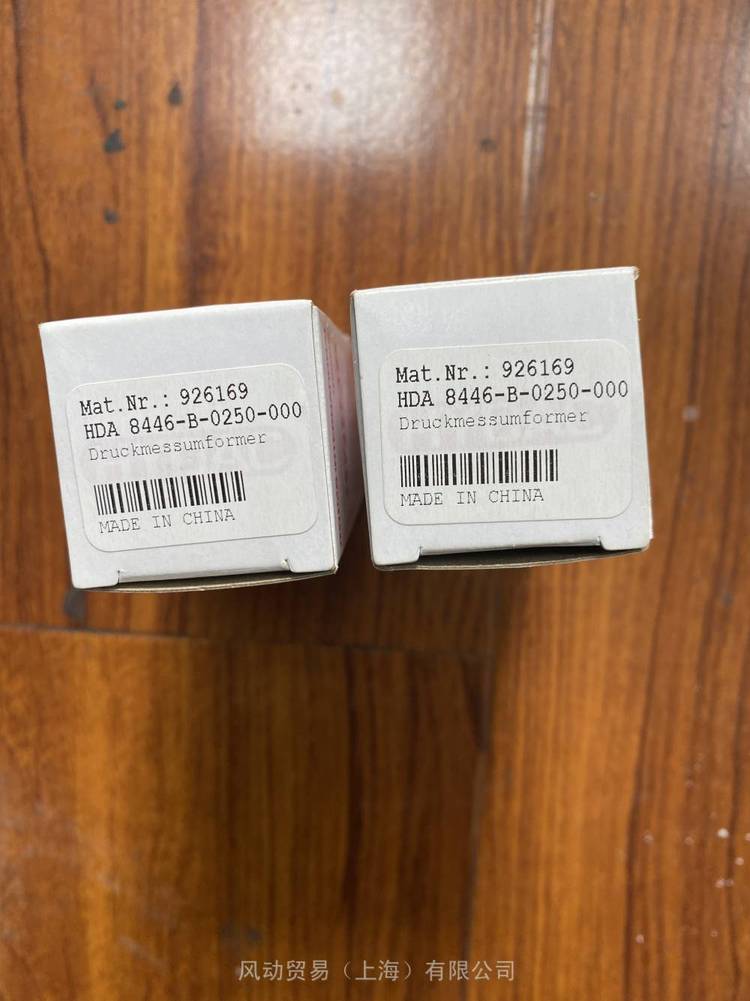 Mat.Nr.: 926169
HDA 8446-B-0250-000
Druckmessumformer
MADE IN CHINA
Mat.Nr.: 926169
HDA 8446-B-0250-000
Druckmessumformer
MADE IN CHINA
风动贸易（上海）有限公司